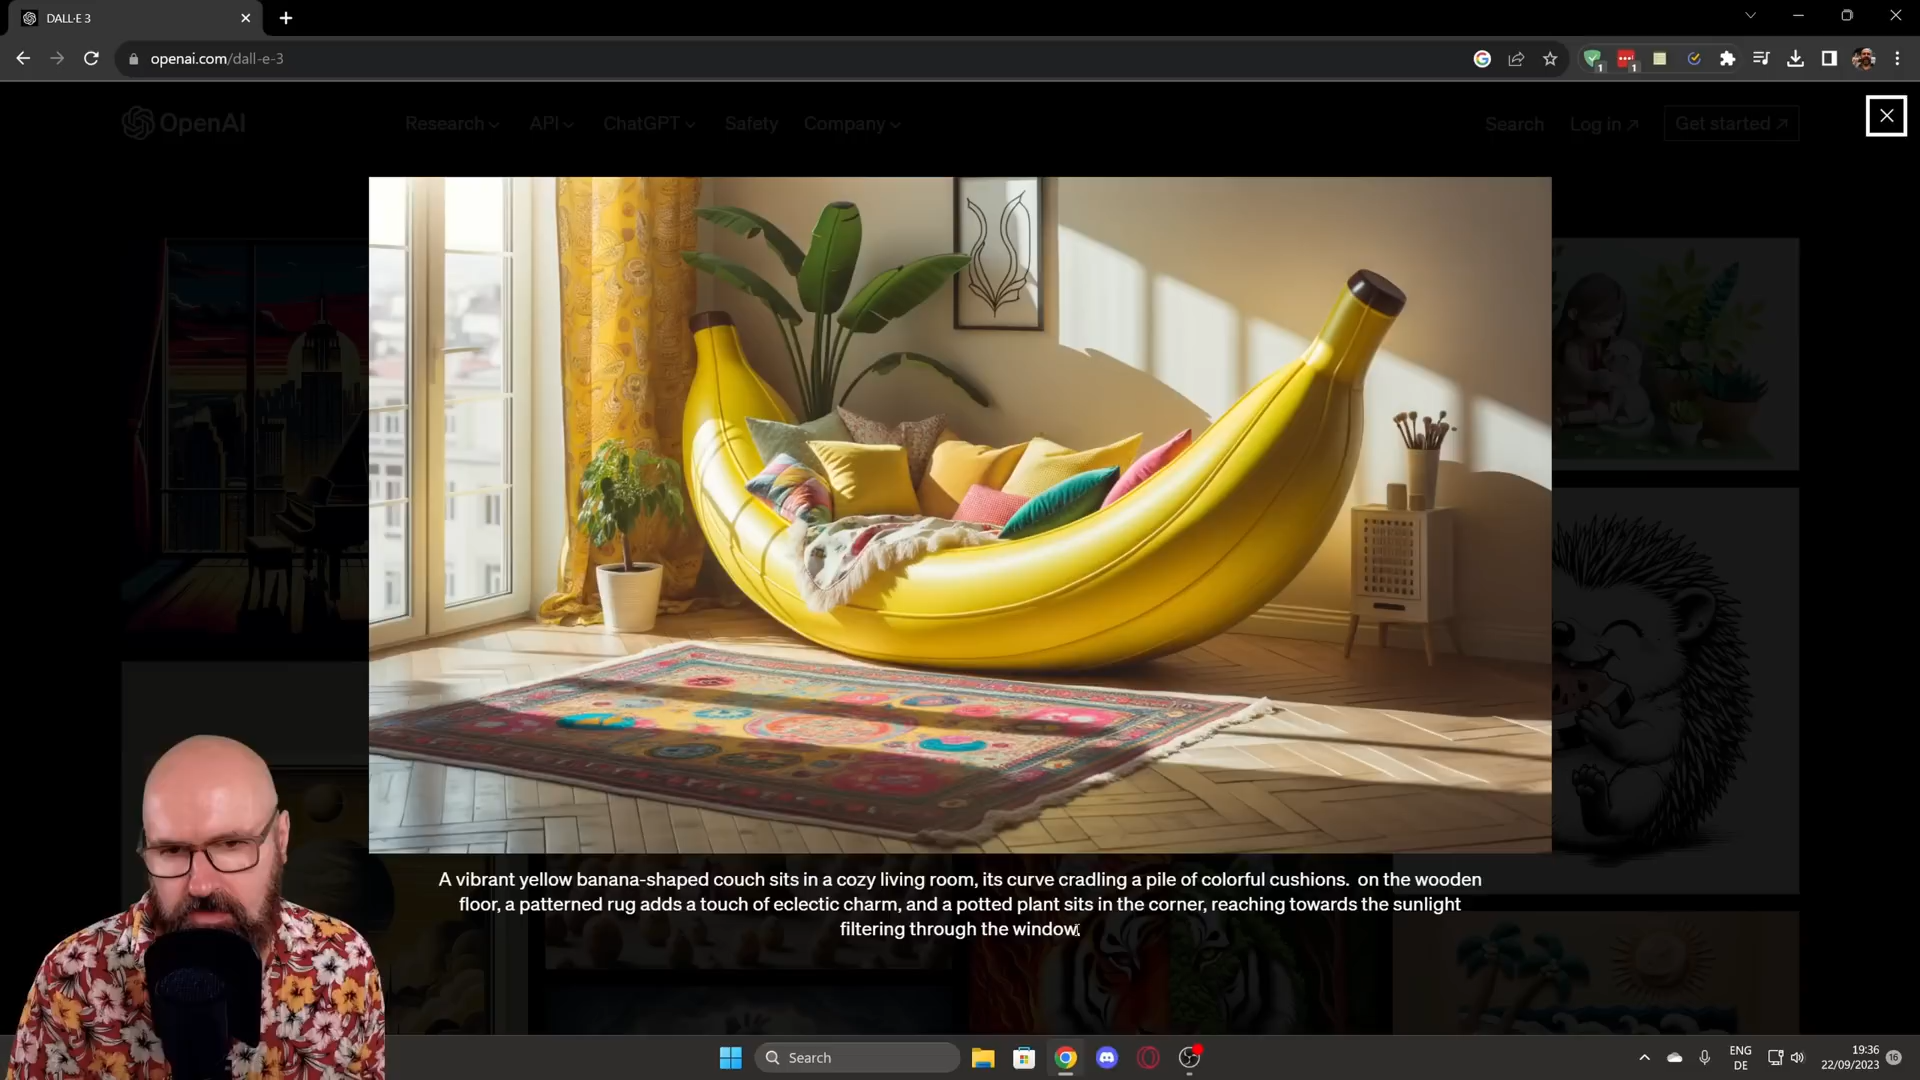 DALL·E 3
openai.com/dall-e-3
1
1
OpenAI
Research
API
ChatGPT
Safety
Company
Search
Log in ↗
Get started ↗
A vibrant yellow banana-shaped couch sits in a cozy living room, its curve cradling a pile of colorful cushions.  on the wooden
floor, a patterned rug adds a touch of eclectic charm, and a potted plant sits in the corner, reaching towards the sunlight
filtering through the window.
Search
ENG
DE
19:36
22/09/2023
16